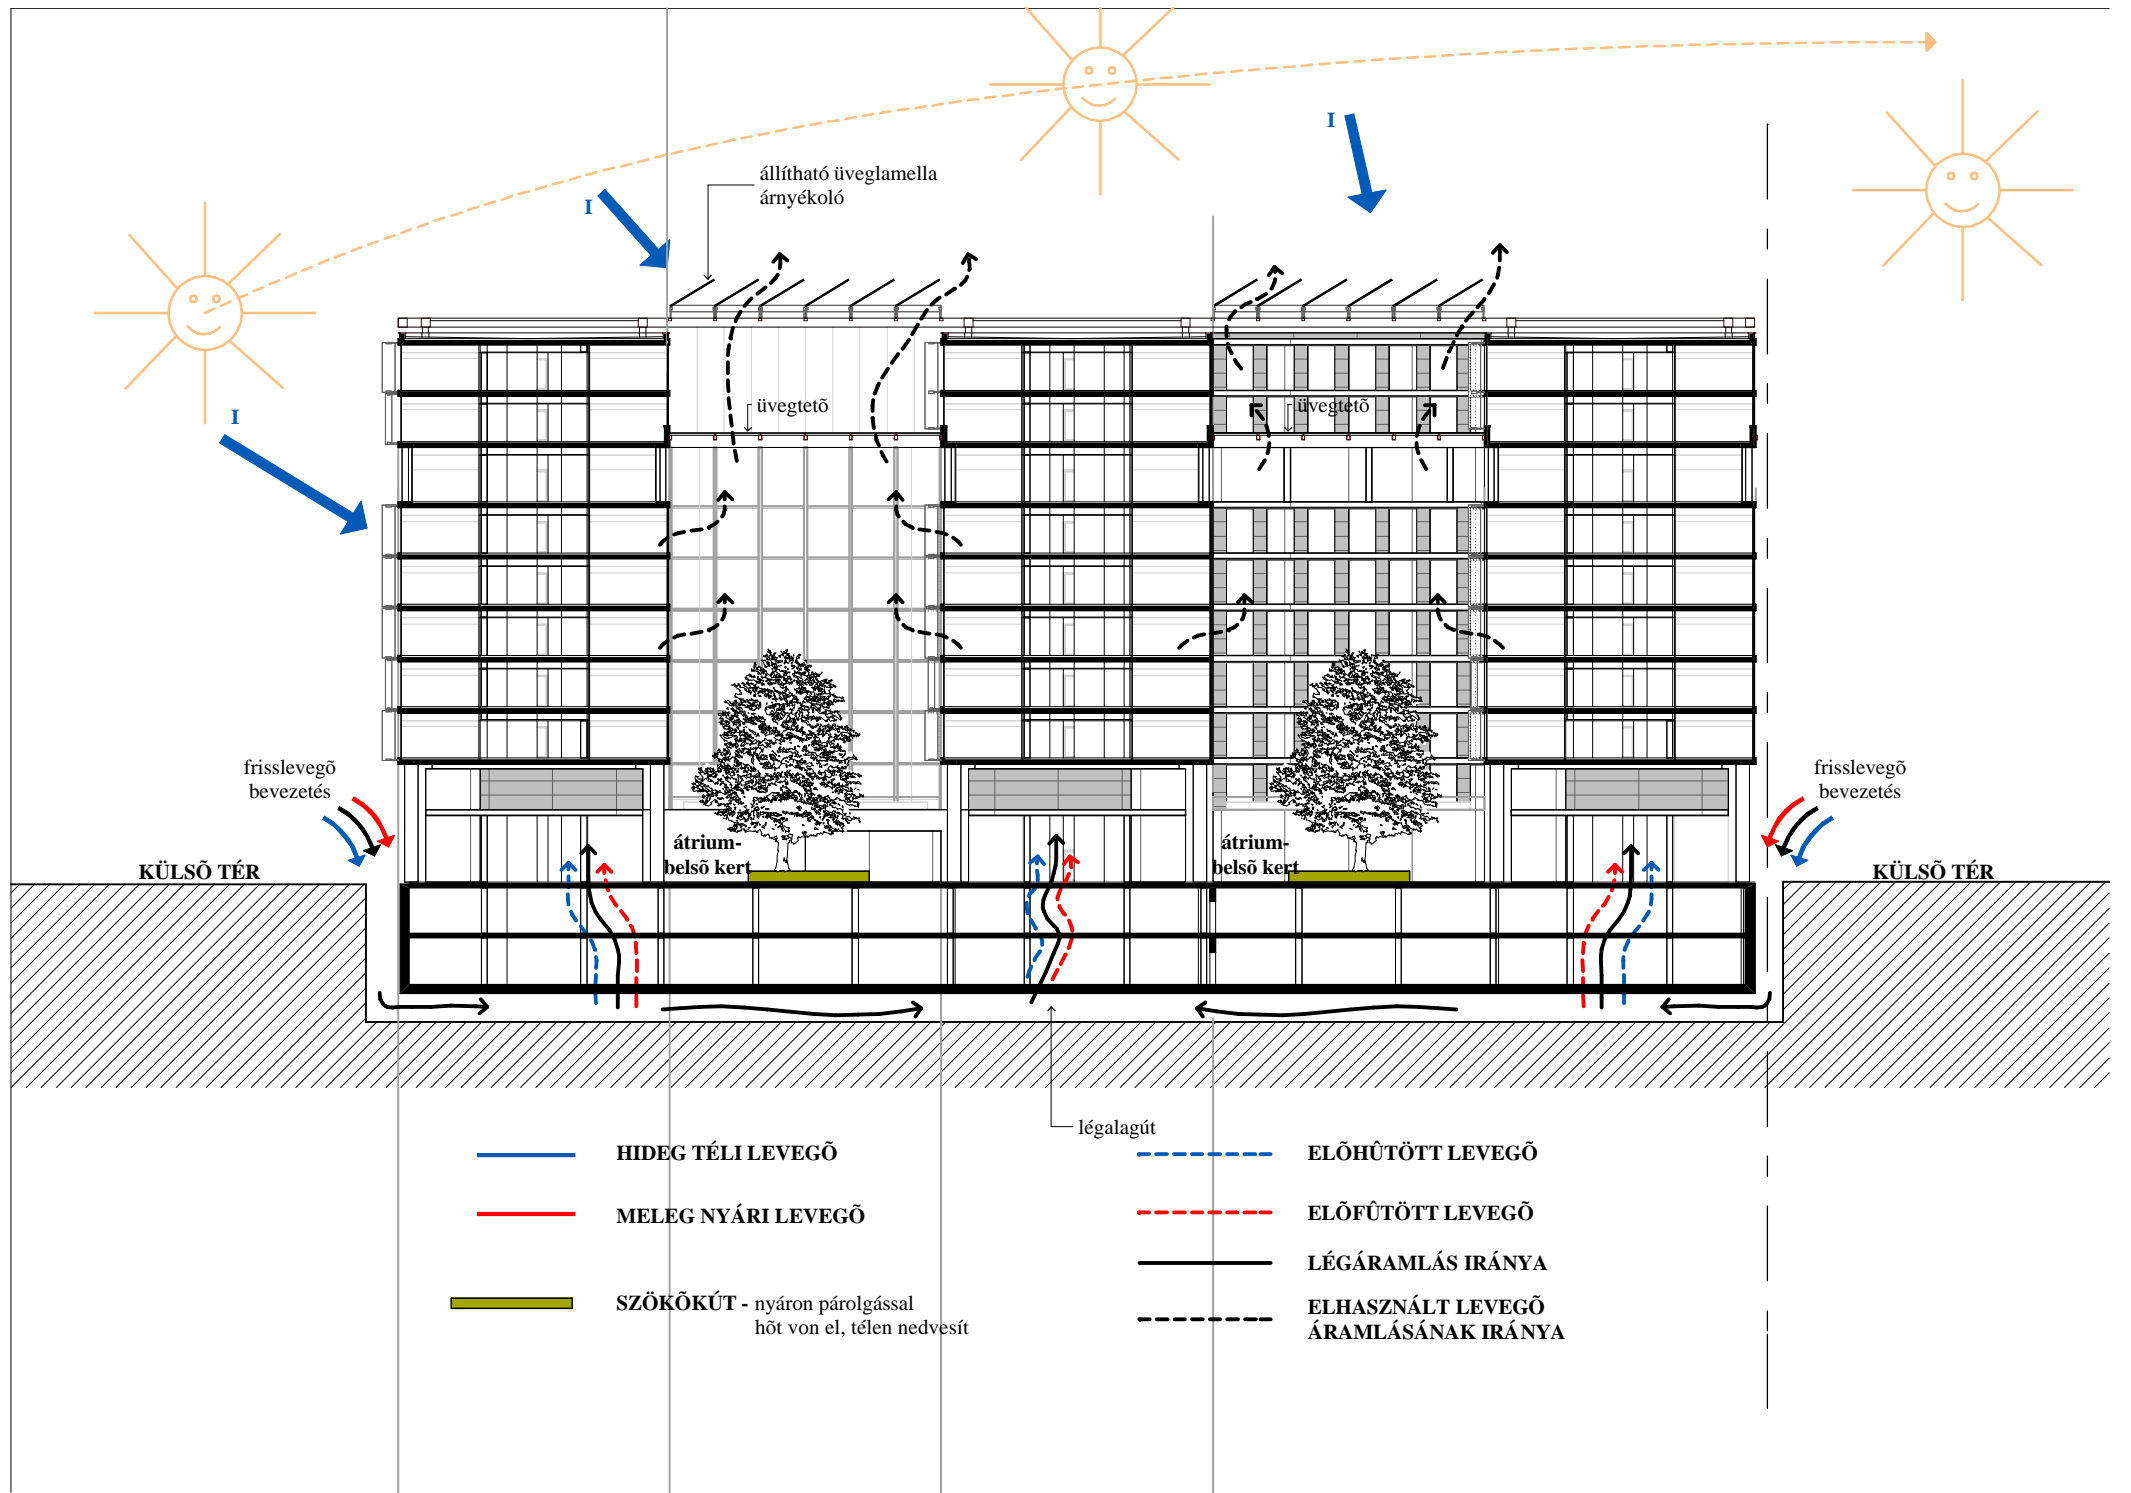 I
állítható üveglamella
árnyékoló
I
I
üvegtetõ
üvegtetõ
frisslevegõ
bevezetés
frisslevegõ
bevezetés
átrium-
belsõ kert
átrium-
belsõ kert
KÜLSÕ TÉR
KÜLSÕ TÉR
légalagút
HIDEG TÉLI LEVEGÕ
MELEG NYÁRI LEVEGÕ
SZÖKÕKÚT - nyáron párolgással
hõt von el, télen nedvesít
ELÕHÛTÖTT LEVEGÕ
ELÕFÛTÖTT LEVEGÕ
LÉGÁRAMLÁS IRÁNYA
ELHASZNÁLT LEVEGÕ
ÁRAMLÁSÁNAK IRÁNYA